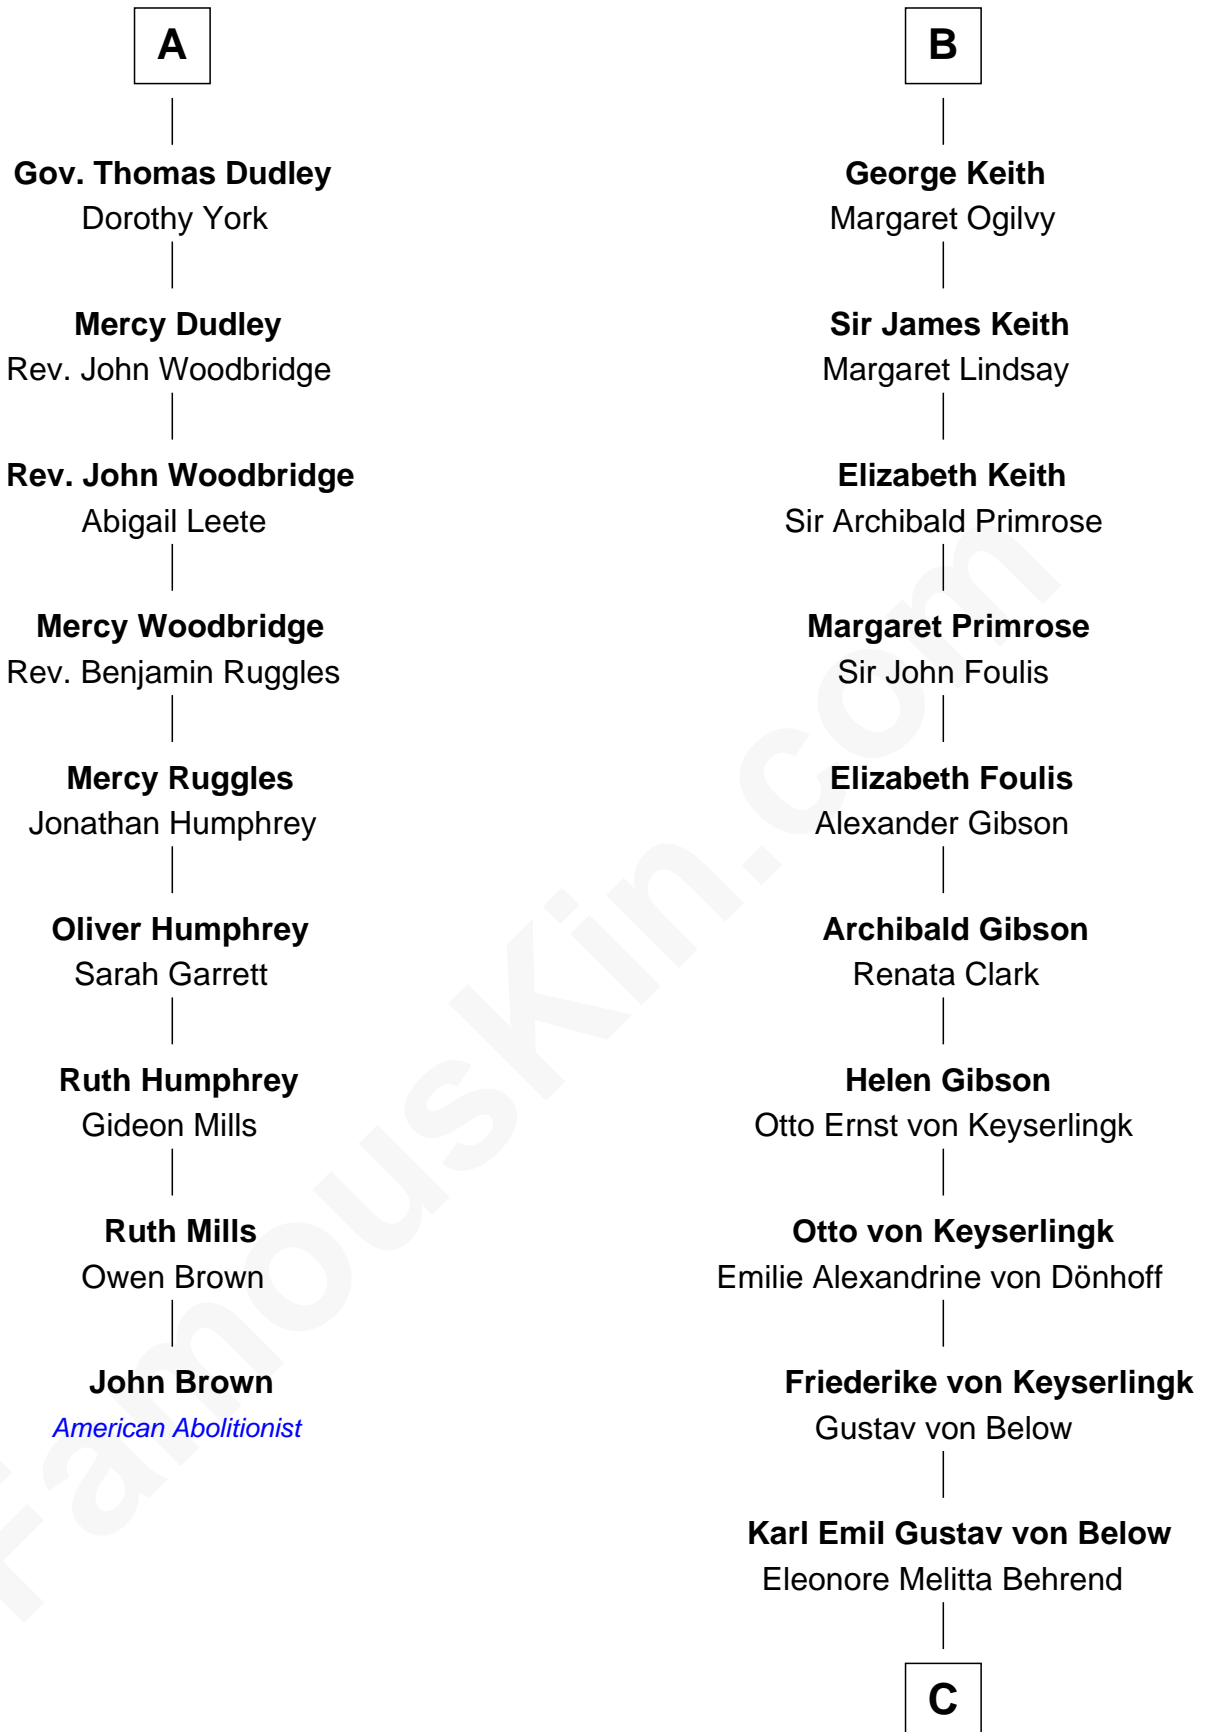 A
Gov. Thomas Dudley
Dorothy York
Mercy Dudley
Rev. John Woodbridge
Rev. John Woodbridge
Abigail Leete
Mercy Woodbridge
Rev. Benjamin Ruggles
Mercy Ruggles
Jonathan Humphrey
Oliver Humphrey
Sarah Garrett
Ruth Humphrey
Gideon Mills
Ruth Mills
Owen Brown
John Brown
American Abolitionist
B
George Keith
Margaret Ogilvy
Sir James Keith
Margaret Lindsay
Elizabeth Keith
Sir Archibald Primrose
Margaret Primrose
Sir John Foulis
Elizabeth Foulis
Alexander Gibson
Archibald Gibson
Renata Clark
Helen Gibson
Otto Ernst von Keyserlingk
Otto von Keyserlingk
Emilie Alexandrine von Dönhoff
Friederike von Keyserlingk
Gustav von Below
Karl Emil Gustav von Below
Eleonore Melitta Behrend
C
FamousKin.com